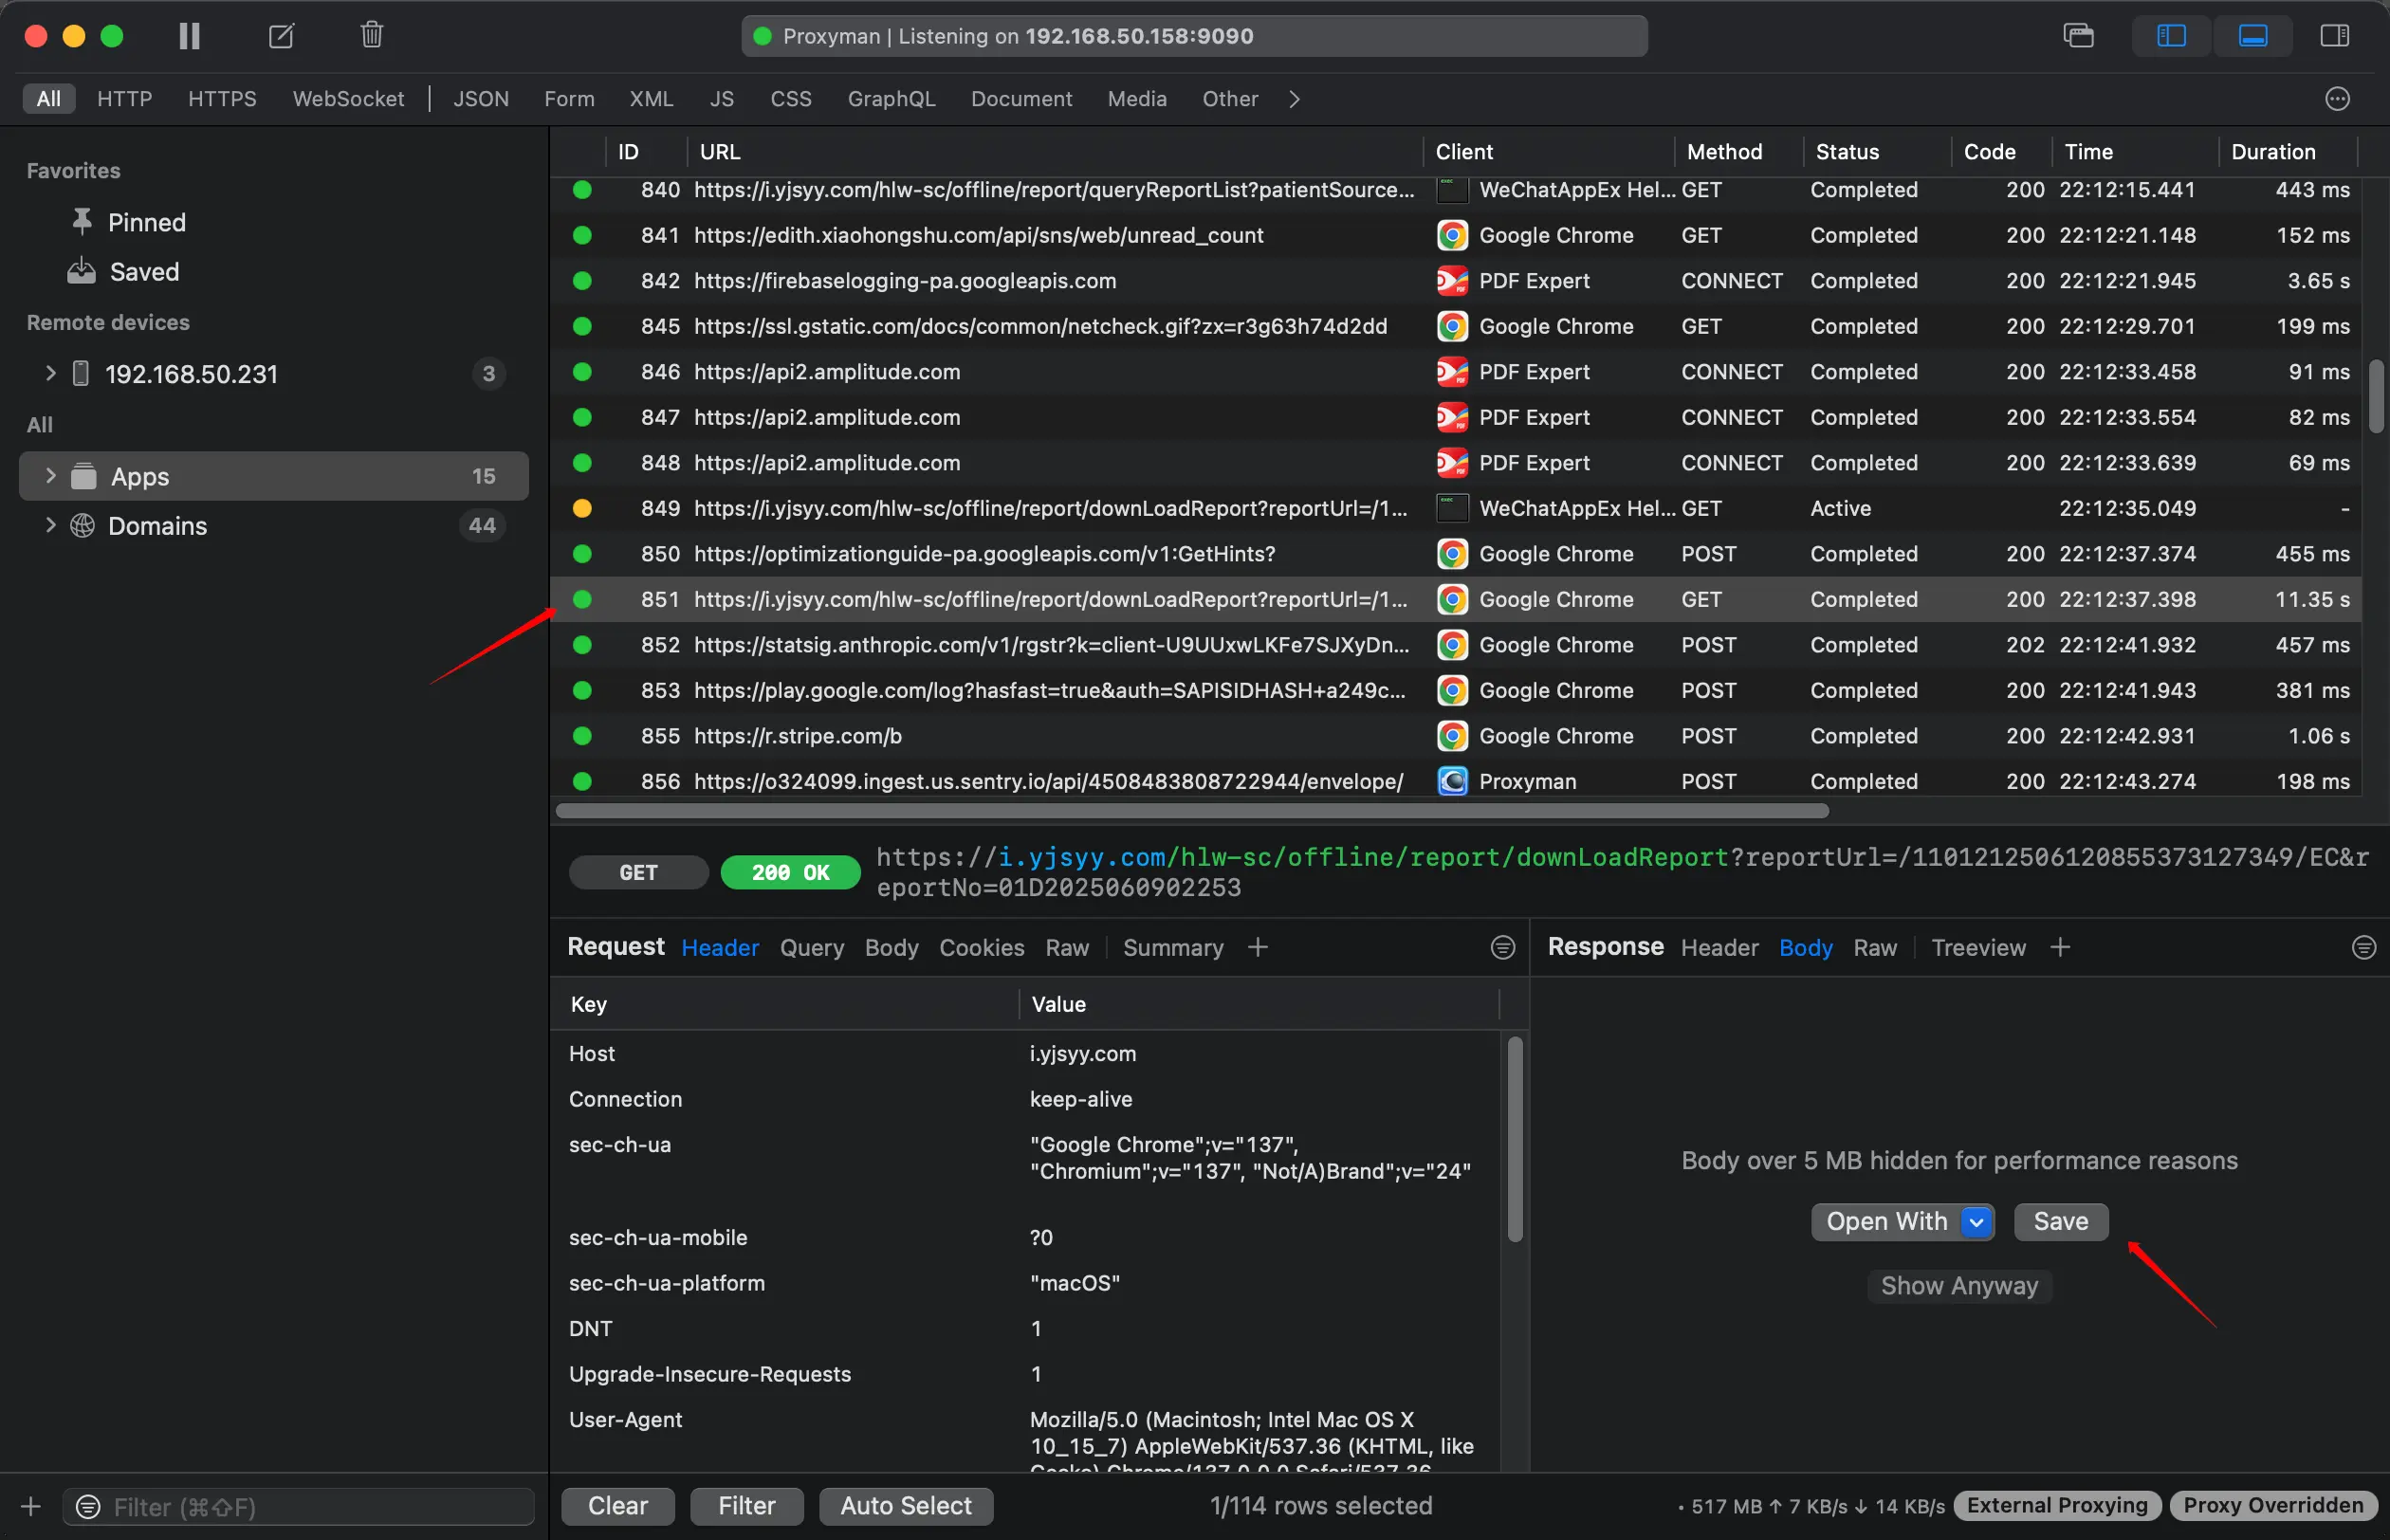 Proxyman | Listening on 192.168.50.158:9090
All HTTP HTTPS WebSocket JSON Form XML JS CSS GraphQL Document Media Other
Favorites
Pinned
Saved
Remote devices
192.168.50.231 3
All
Apps 15
Domains 44
ID URL Client Method Status Code Time Duration
840 https://i.yjsyy.com/hlw-sc/offline/report/queryReportList?patientSource... WeChatAppEx Hel... GET Completed 200 22:12:15.441 443 ms
841 https://edith.xiaohongshu.com/api/sns/web/unread_count Google Chrome GET Completed 200 22:12:21.148 152 ms
842 https://firebaselogging-pa.googleapis.com PDF Expert CONNECT Completed 200 22:12:21.945 3.65 s
845 https://ssl.gstatic.com/docs/common/netcheck.gif?zx=r3g63h74d2dd Google Chrome GET Completed 200 22:12:29.701 199 ms
846 https://api2.amplitude.com PDF Expert CONNECT Completed 200 22:12:33.458 91 ms
847 https://api2.amplitude.com PDF Expert CONNECT Completed 200 22:12:33.554 82 ms
848 https://api2.amplitude.com PDF Expert CONNECT Completed 200 22:12:33.639 69 ms
849 https://i.yjsyy.com/hlw-sc/offline/report/downLoadReport?reportUrl=/1... WeChatAppEx Hel... GET Active 22:12:35.049 -
850 https://optimizationguide-pa.googleapis.com/v1:GetHints? Google Chrome POST Completed 200 22:12:37.374 455 ms
851 https://i.yjsyy.com/hlw-sc/offline/report/downLoadReport?reportUrl=/1... Google Chrome GET Completed 200 22:12:37.398 11.35 s
852 https://statsig.anthropic.com/v1/rgstr?k=client-U9UUxwLKFe7SJXyDn... Google Chrome POST Completed 202 22:12:41.932 457 ms
853 https://play.google.com/log?hasfast=true&auth=SAPISIDHASH+a249c... Google Chrome POST Completed 200 22:12:41.943 381 ms
855 https://r.stripe.com/b Google Chrome POST Completed 200 22:12:42.931 1.06 s
856 https://o324099.ingest.us.sentry.io/api/4508483808722944/envelope/ Proxyman POST Completed 200 22:12:43.274 198 ms
GET 200 OK https://i.yjsyy.com/hlw-sc/offline/report/downLoadReport?reportUrl=/1101212506120855373127349/EC&r
eportNo=01D2025060902253
Request Header Query Body Cookies Raw Summary +
Response Header Body Raw Treeview +
Key Value
Host i.yjsyy.com
Connection keep-alive
sec-ch-ua "Google Chrome";v="137",
"Chromium";v="137", "Not/A)Brand";v="24"
sec-ch-ua-mobile ?0
sec-ch-ua-platform "macOS"
DNT 1
Upgrade-Insecure-Requests 1
User-Agent Mozilla/5.0 (Macintosh; Intel Mac OS X
10_15_7) AppleWebKit/537.36 (KHTML, like
Gecko) Chrome/137.0.0.0 Safari/537.36
Body over 5 MB hidden for performance reasons
Open With Save
Show Anyway
+ Filter (⌘⇧F)
Clear Filter Auto Select 1/114 rows selected • 517 MB ↑ 7 KB/s ↓ 14 KB/s External Proxying Proxy Overridden